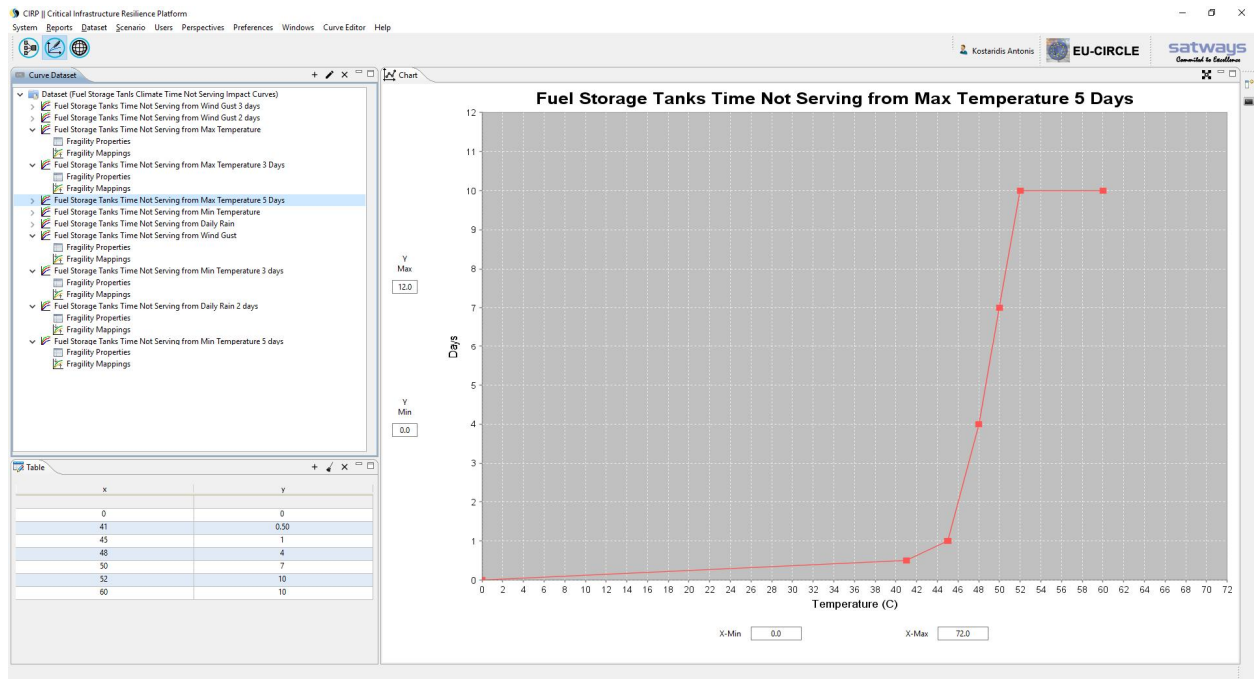 CIRP || Critical Infrastructure Resilience Platform
System Reports Dataset Scenario Users Perspectives Preferences Windows Curve Editor Help
Kostaridis Antonis
EU-CIRCLE
satways
Committed to Excellence
Curve Dataset
Dataset (Fuel Storage Tanls Climate Time Not Serving Impact Curves)
Fuel Storage Tanks Time Not Serving from Wind Gust 3 days
Fuel Storage Tanks Time Not Serving from Wind Gust 2 days
Fuel Storage Tanks Time Not Serving from Max Temperature
Fragility Properties
Fragility Mappings
Fuel Storage Tanks Time Not Serving from Max Temperature 3 Days
Fragility Properties
Fragility Mappings
Fuel Storage Tanks Time Not Serving from Max Temperature 5 Days
Fuel Storage Tanks Time Not Serving from Min Temperature
Fuel Storage Tanks Time Not Serving from Daily Rain
Fuel Storage Tanks Time Not Serving from Wind Gust
Fragility Properties
Fragility Mappings
Fuel Storage Tanks Time Not Serving from Min Temperature 3 days
Fragility Properties
Fragility Mappings
Fuel Storage Tanks Time Not Serving from Daily Rain 2 days
Fragility Properties
Fragility Mappings
Fuel Storage Tanks Time Not Serving from Min Temperature 5 days
Fragility Properties
Fragility Mappings
Table
x y
0 0
41 0.50
45 1
48 4
50 7
52 10
60 10
Chart
Fuel Storage Tanks Time Not Serving from Max Temperature 5 Days
Y
Max
12.0
Y
Min
0.0
Days
12
11
10
9
8
7
6
5
4
3
2
1
0
0 2 4 6 8 10 12 14 16 18 20 22 24 26 28 30 32 34 36 38 40 42 44 46 48 50 52 54 56 58 60 62 64 66 68 70 72
Temperature (C)
X-Min 0.0 X-Max 72.0